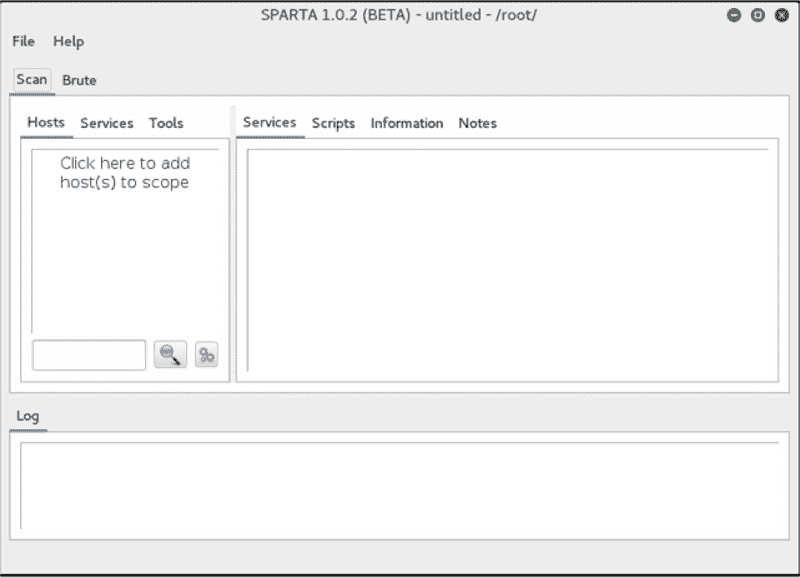 SPARTA 1.0.2 (BETA) - untitled - /root/
File Help
Scan Brute
Hosts Services Tools
Services Scripts Information Notes
Click here to add
host(s) to scope
Log